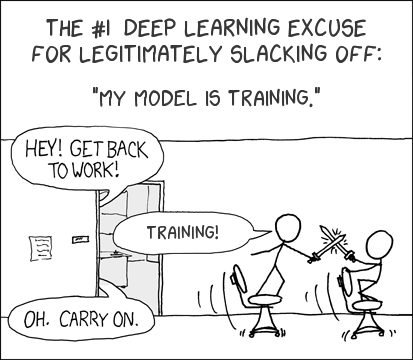 THE #1 DEEP LEARNING EXCUSE
FOR LEGITIMATELY SLACKING OFF:
"MY MODEL IS TRAINING."
HEY! GET BACK
TO WORK!
TRAINING!
OH. CARRY ON.